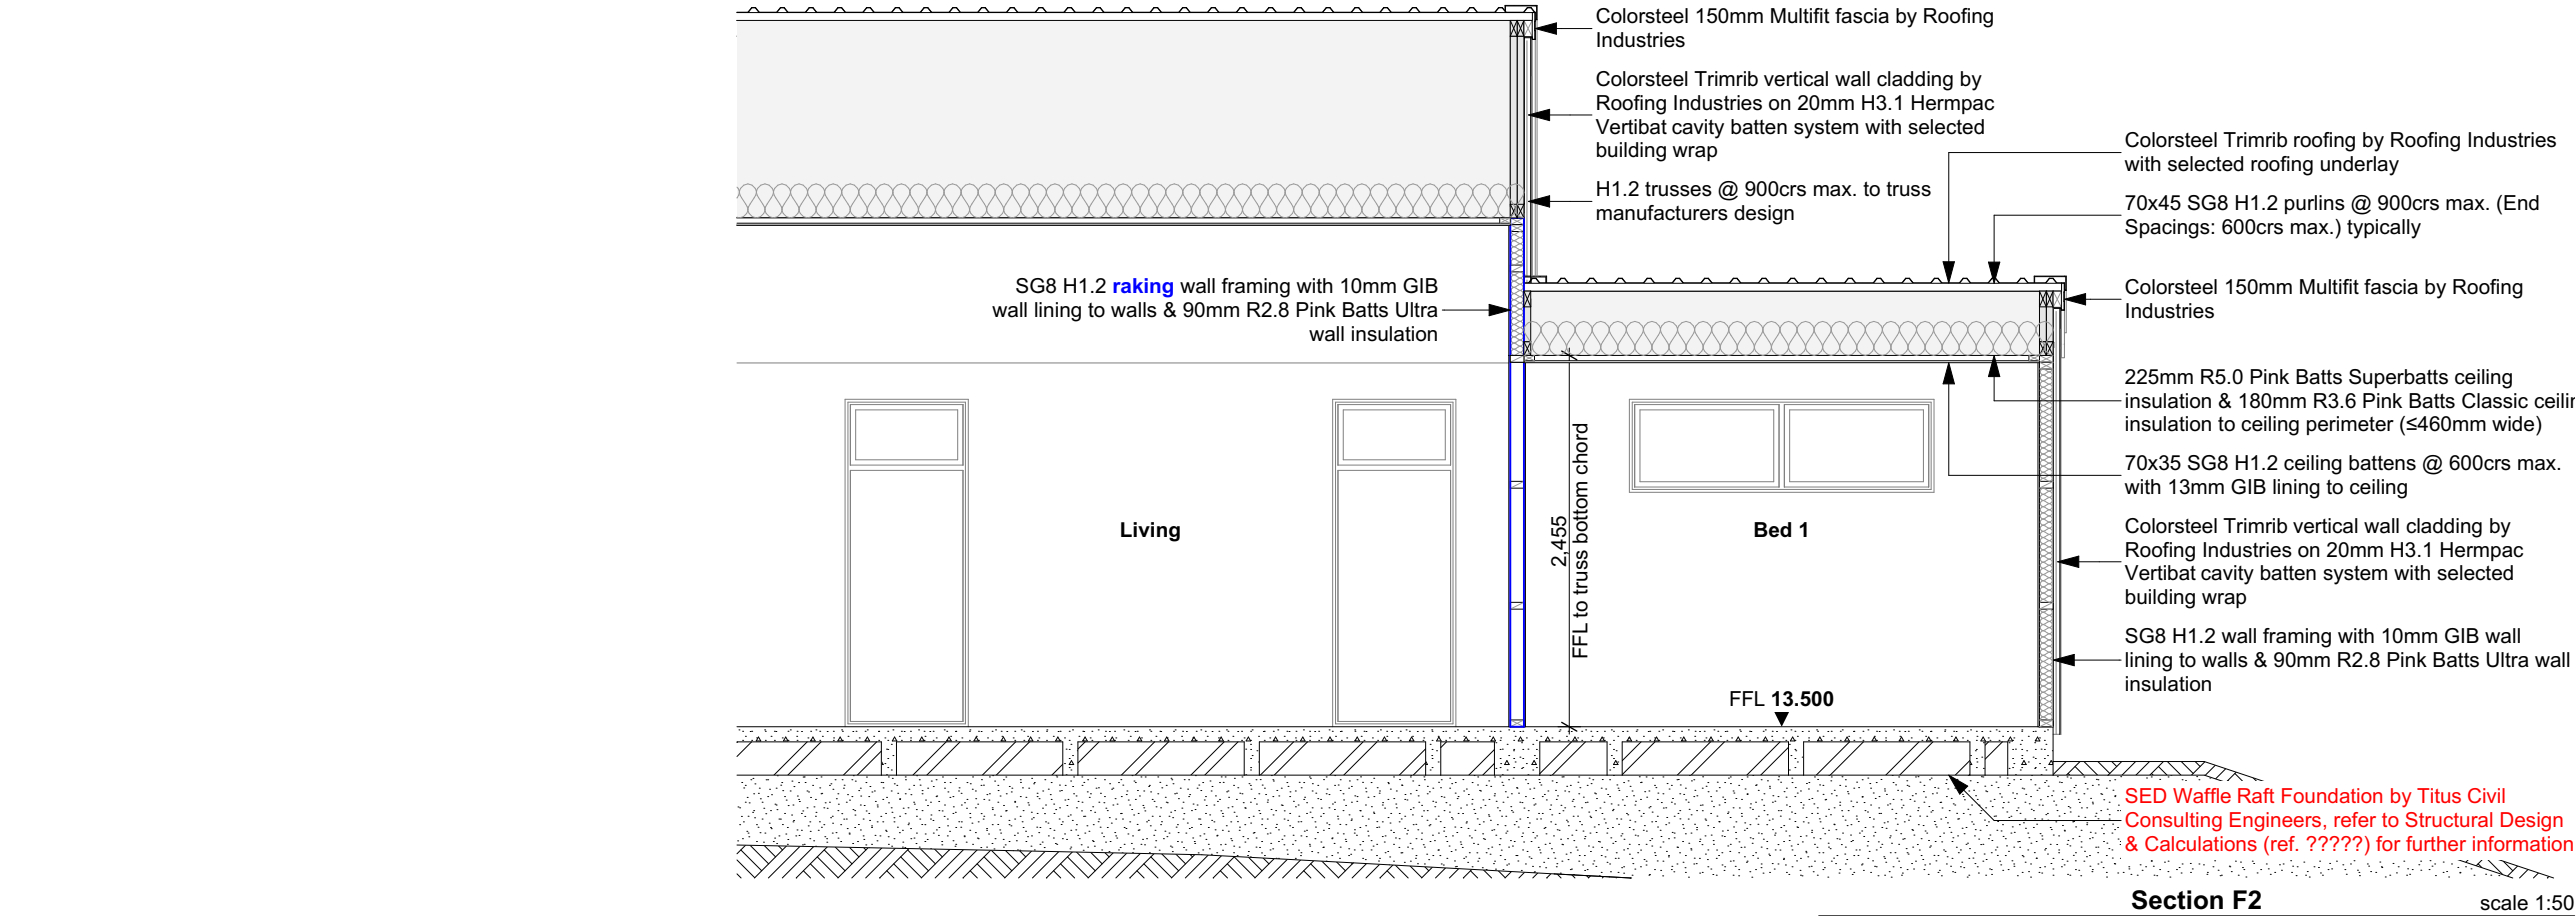 Colorsteel 150mm Multifit fascia by Roofing
Industries
Colorsteel Trimrib vertical wall cladding by
Roofing Industries on 20mm H3.1 Hermpac
Vertibat cavity batten system with selected
building wrap
H1.2 trusses @ 900crs max. to truss
manufacturers design
SG8 H1.2 raking wall framing with 10mm GIB
wall lining to walls & 90mm R2.8 Pink Batts Ultra
wall insulation
Colorsteel Trimrib roofing by Roofing Industries
with selected roofing underlay
70x45 SG8 H1.2 purlins @ 900crs max. (End
Spacings: 600crs max.) typically
Colorsteel 150mm Multifit fascia by Roofing
Industries
225mm R5.0 Pink Batts Superbatts ceiling
insulation & 180mm R3.6 Pink Batts Classic ceilin
insulation to ceiling perimeter (≤460mm wide)
70x35 SG8 H1.2 ceiling battens @ 600crs max.
with 13mm GIB lining to ceiling
Colorsteel Trimrib vertical wall cladding by
Roofing Industries on 20mm H3.1 Hermpac
Vertibat cavity batten system with selected
building wrap
SG8 H1.2 wall framing with 10mm GIB wall
lining to walls & 90mm R2.8 Pink Batts Ultra wall
insulation
Living
2,455
FFL to truss bottom chord
Bed 1
FFL 13.500
SED Waffle Raft Foundation by Titus Civil
Consulting Engineers, refer to Structural Design
& Calculations (ref. ?????) for further information
Section F2
scale 1:50